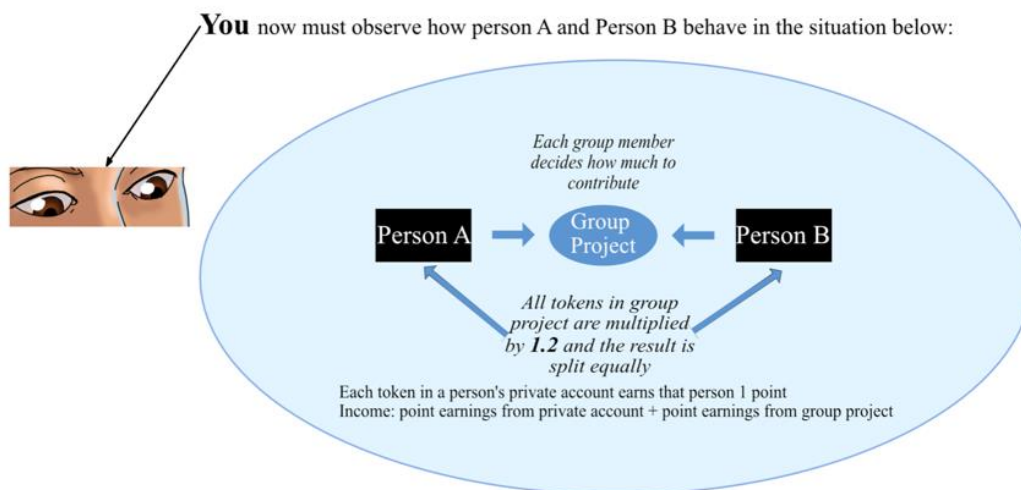 You now must observe how person A and Person B behave in the situation below:
Each group member
decides how much to
contribute
Person A
Group
Project
Person B
All tokens in group
project are multiplied
by 1.2 and the result is
split equally
Each token in a person's private account earns that person 1 point
Income: point earnings from private account + point earnings from group project